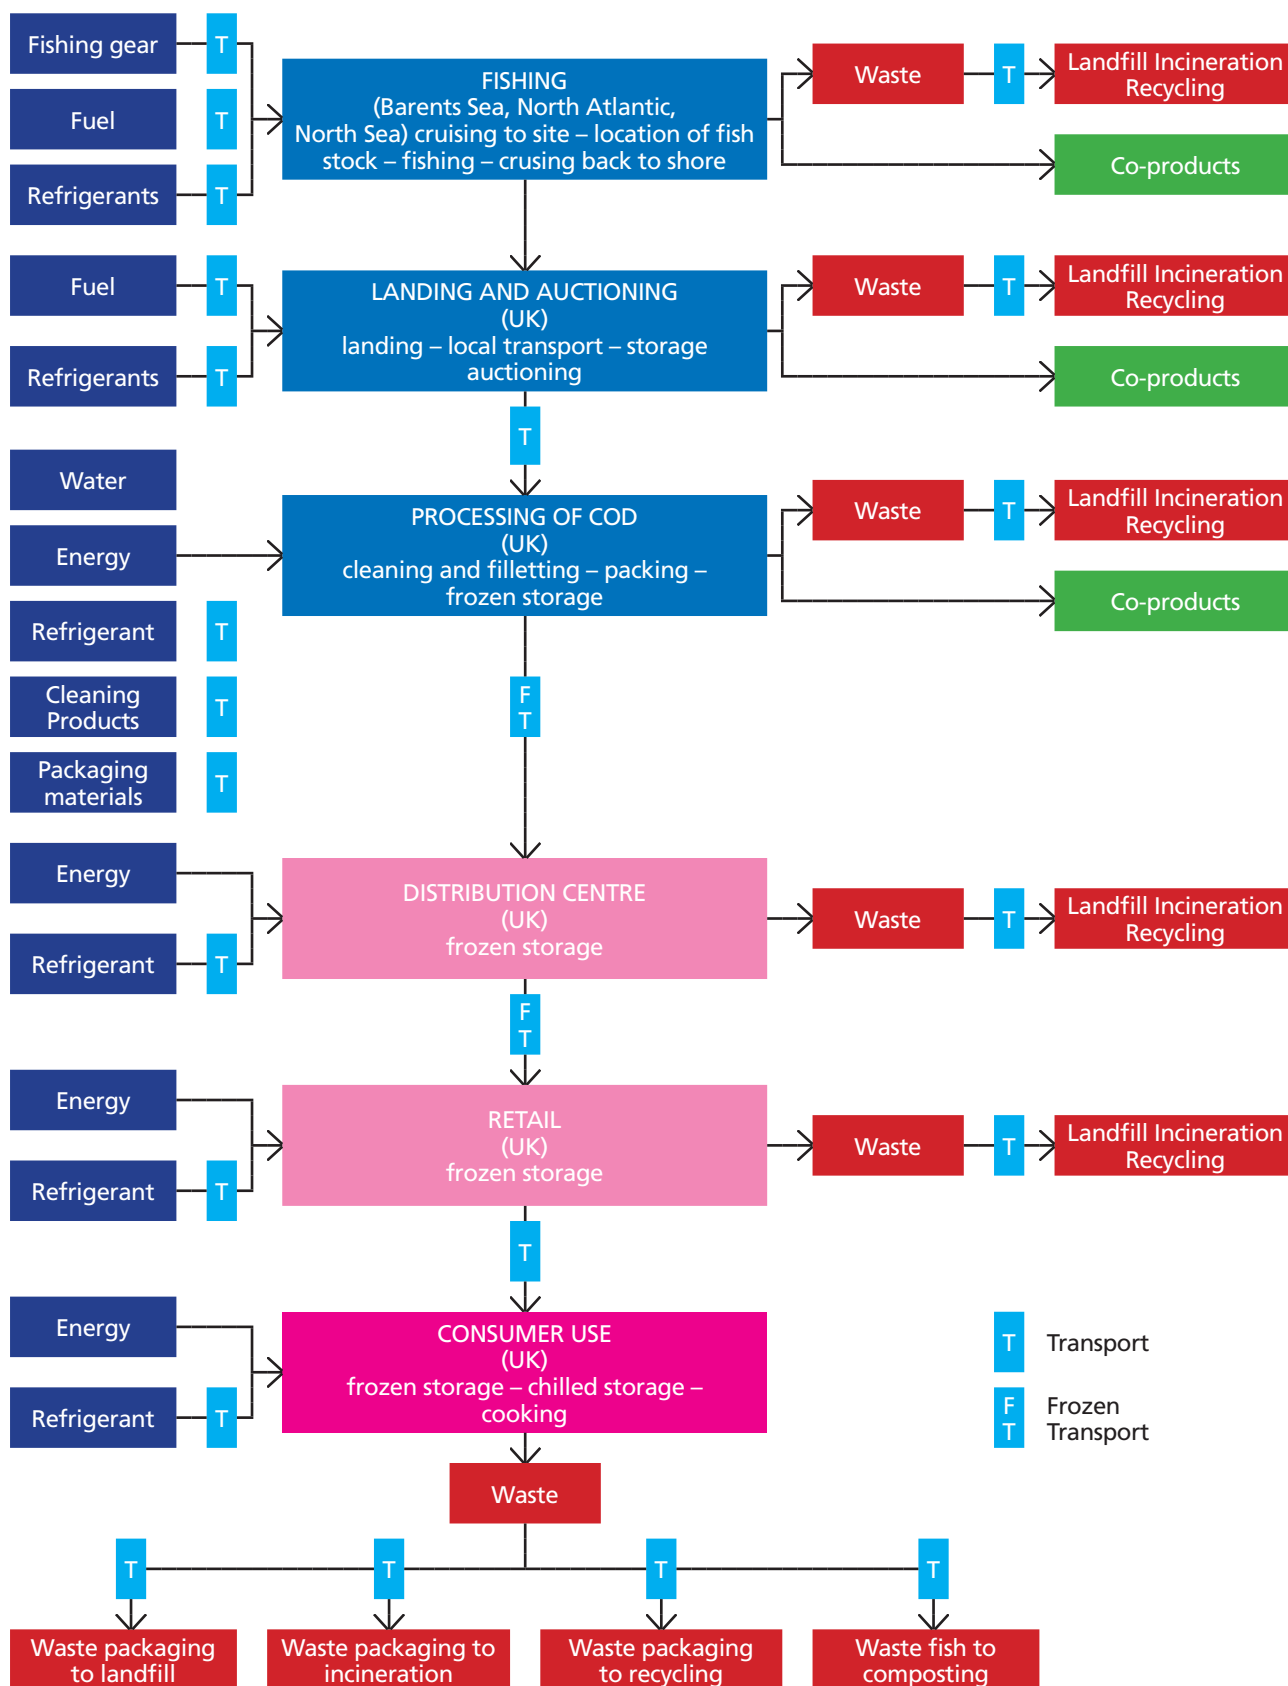 Fishing gear
T
Fuel
T
Refrigerants
T
FISHING
(Barents Sea, North Atlantic,
North Sea) cruising to site – location of fish
stock – fishing – crusing back to shore
Waste
T
Landfill Incineration
Recycling
Co-products
Fuel
T
Refrigerants
T
LANDING AND AUCTIONING
(UK)
landing – local transport – storage
auctioning
Waste
T
Landfill Incineration
Recycling
Co-products
T
Water
Energy
Refrigerant
T
Cleaning
Products
T
Packaging
materials
T
PROCESSING OF COD
(UK)
cleaning and filletting – packing –
frozen storage
Waste
T
Landfill Incineration
Recycling
Co-products
F
T
Energy
Refrigerant
T
DISTRIBUTION CENTRE
(UK)
frozen storage
Waste
T
Landfill Incineration
Recycling
F
T
Energy
Refrigerant
T
RETAIL
(UK)
frozen storage
Waste
T
Landfill Incineration
Recycling
T
Energy
Refrigerant
T
CONSUMER USE
(UK)
frozen storage – chilled storage –
cooking
T
Transport
F
T
Frozen
Transport
Waste
T
T
T
T
Waste packaging
to landfill
Waste packaging to
incineration
Waste packaging
to recycling
Waste fish to
composting